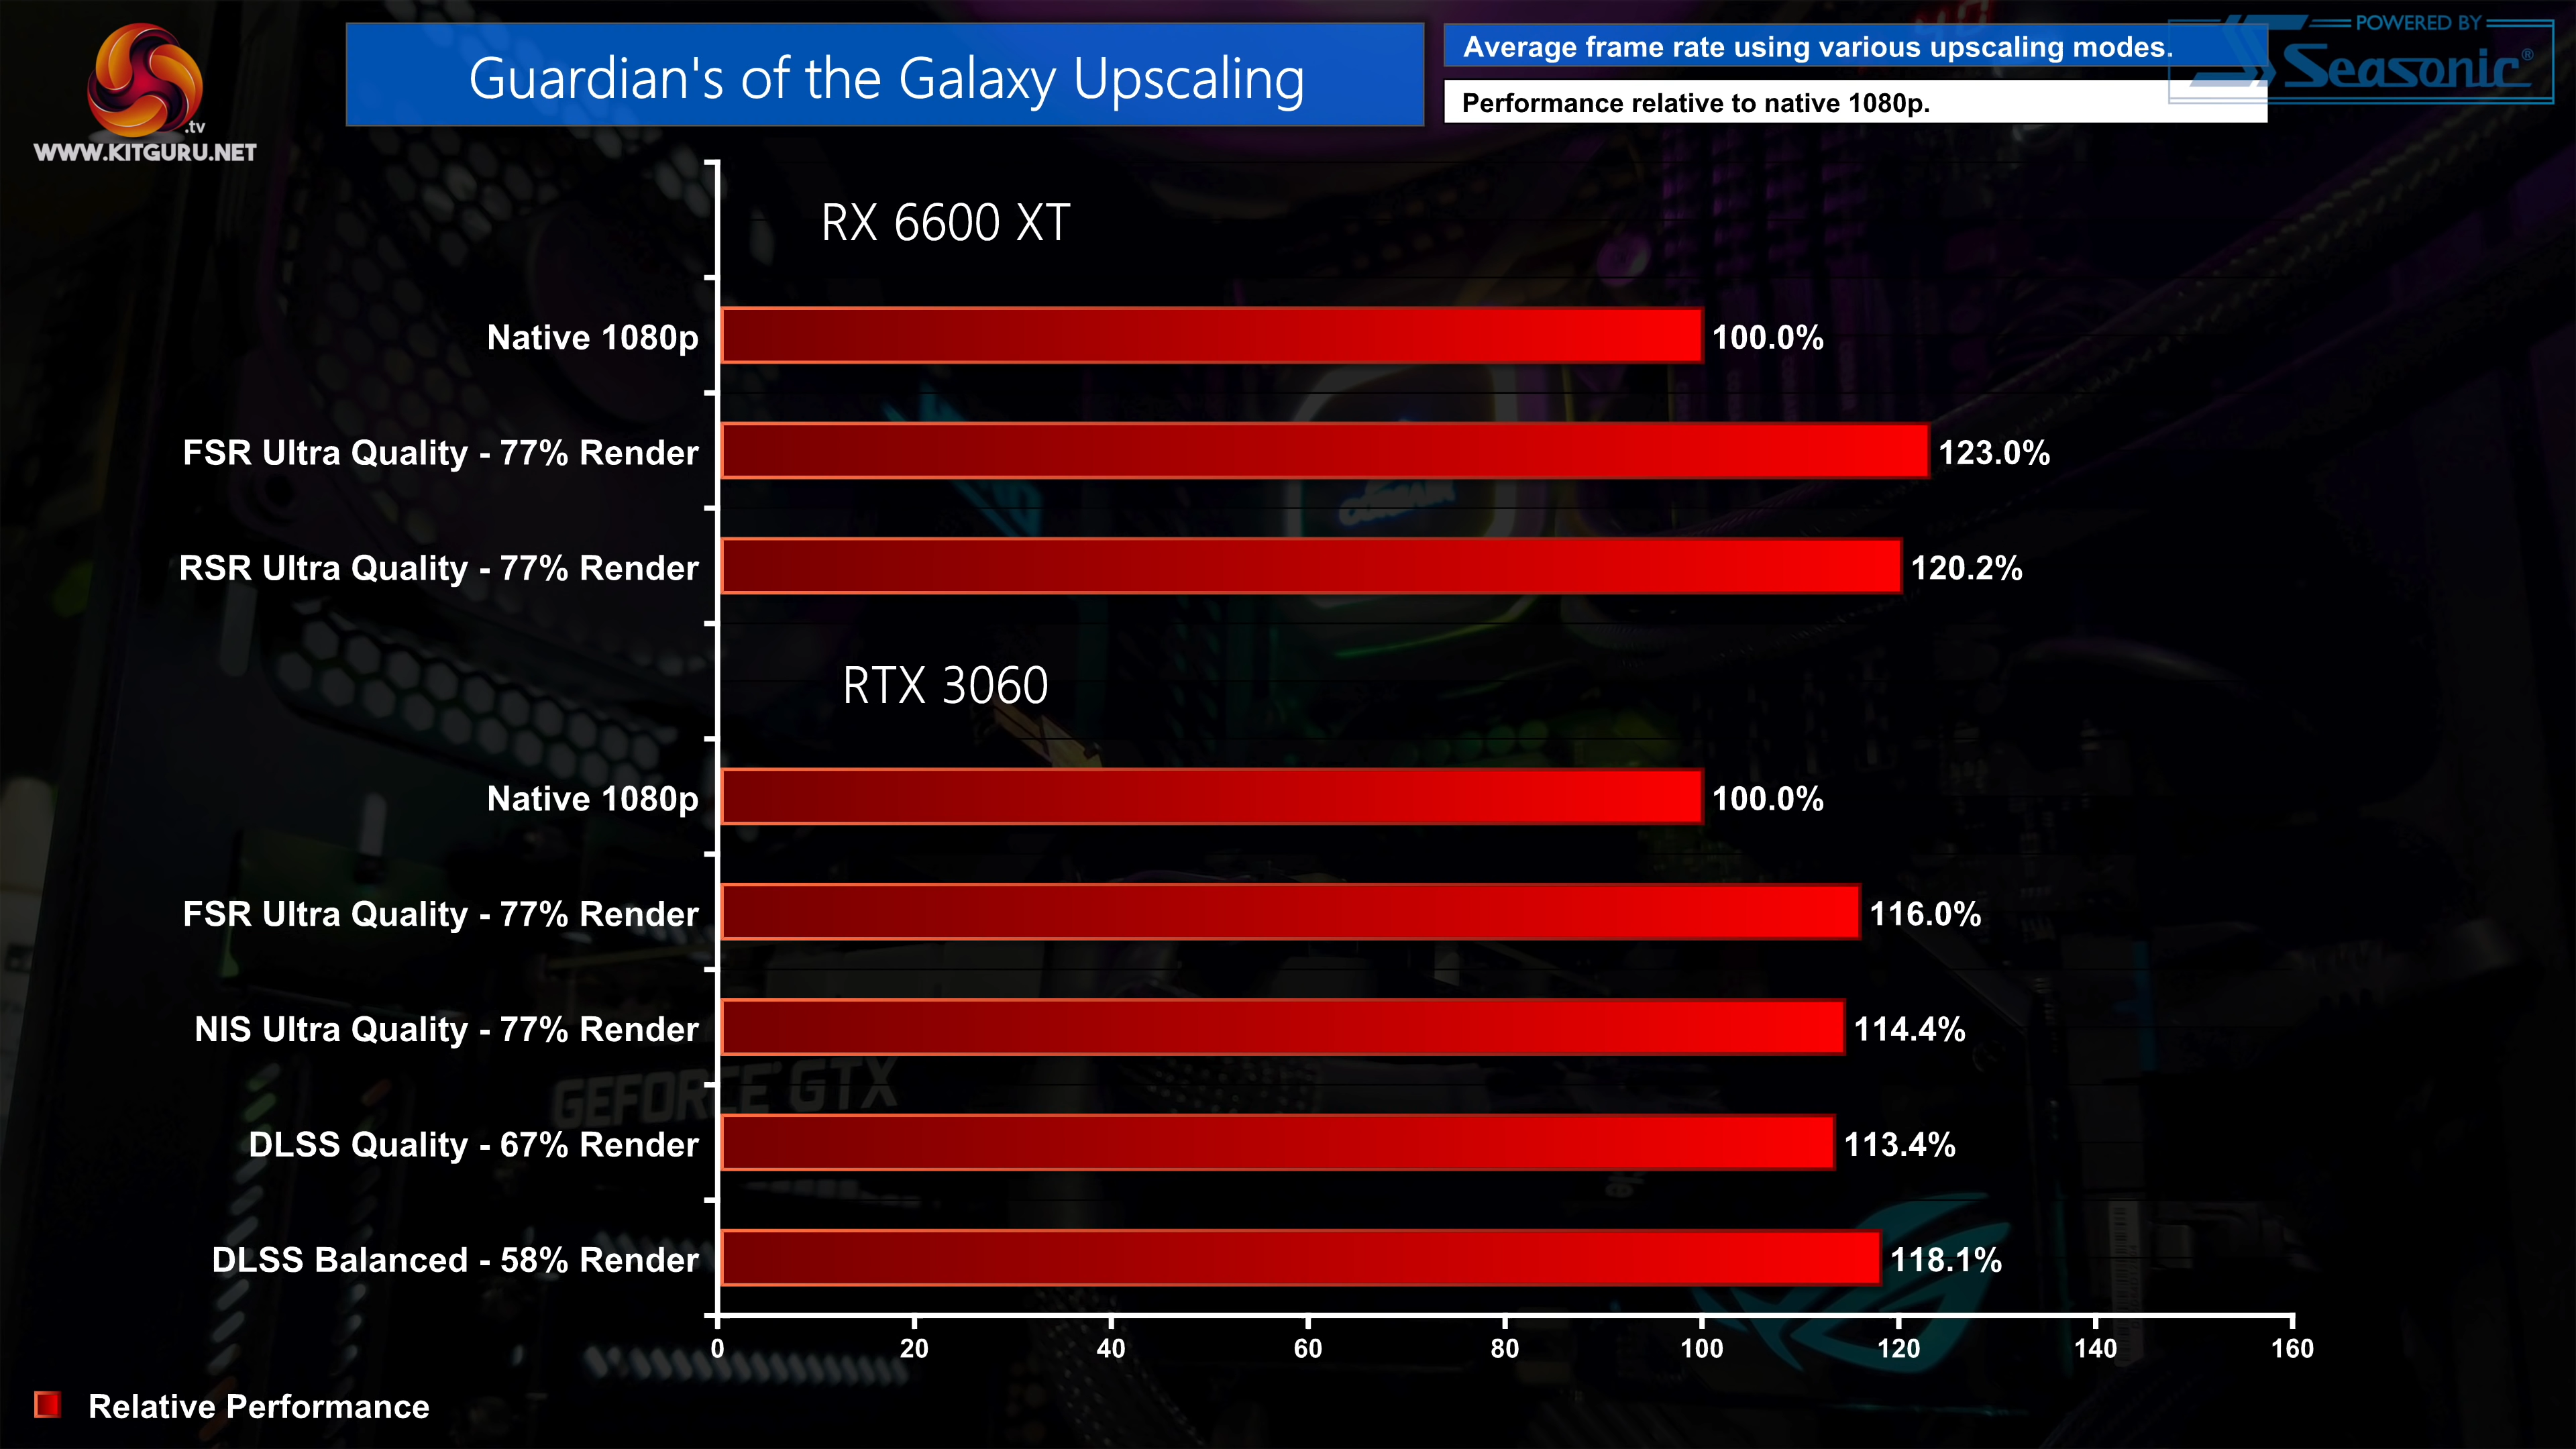 .tv
WWW.KITGURU.NET
Guardian's of the Galaxy Upscaling
Average frame rate using various upscaling modes.
Performance relative to native 1080p.
POWERED BY
Seasonic®
RX 6600 XT
Native 1080p 100.0%
FSR Ultra Quality - 77% Render 123.0%
RSR Ultra Quality - 77% Render 120.2%
RTX 3060
Native 1080p 100.0%
FSR Ultra Quality - 77% Render 116.0%
NIS Ultra Quality - 77% Render 114.4%
GEFORCE GTX
DLSS Quality - 67% Render 113.4%
DLSS Balanced - 58% Render 118.1%
0 20 40 60 80 100 120 140 160
Relative Performance